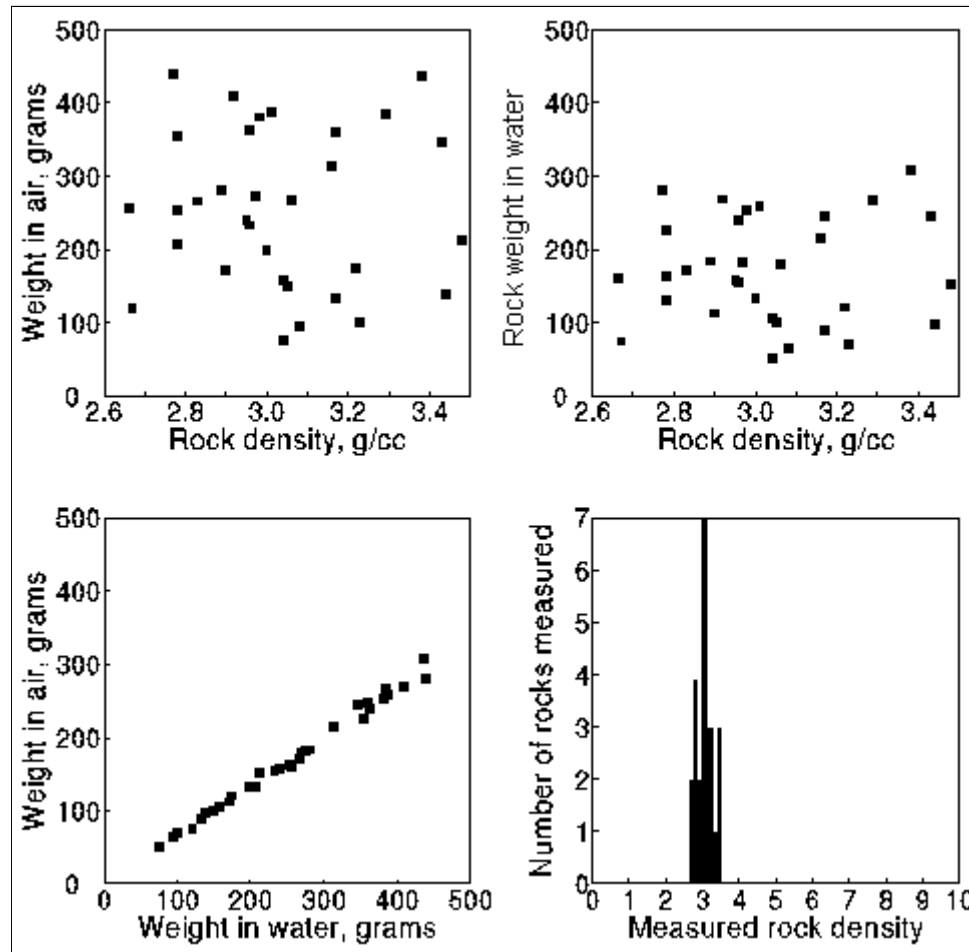 500
400
300
200
100
0
Weight in air, grams
2.6 2.8 3.0 3.2 3.4
Rock density, g/cc
500
400
300
200
100
0
Rock weight in water
2.6 2.8 3.0 3.2 3.4
Rock density, g/cc
500
400
300
200
100
0
Weight in air, grams
0 100 200 300 400 500
Weight in water, grams
7
6
5
4
3
2
1
0
Number of rocks measured
0 1 2 3 4 5 6 7 8 9 10
Measured rock density